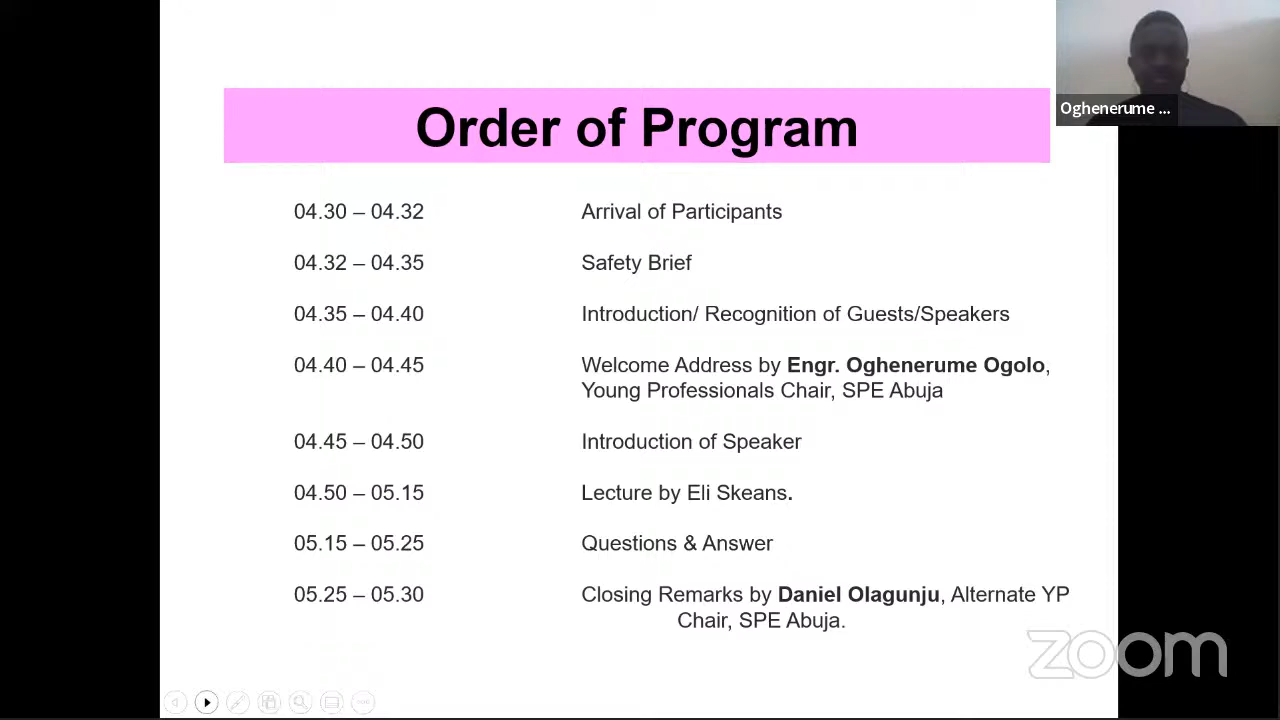 Order of Program
Oghenerume ...
04.30 – 04.32 Arrival of Participants
04.32 – 04.35 Safety Brief
04.35 – 04.40 Introduction/ Recognition of Guests/Speakers
04.40 – 04.45 Welcome Address by Engr. Oghenerume Ogolo,
Young Professionals Chair, SPE Abuja
04.45 – 04.50 Introduction of Speaker
04.50 – 05.15 Lecture by Eli Skeans.
05.15 – 05.25 Questions & Answer
05.25 – 05.30 Closing Remarks by Daniel Olagunju, Alternate YP
Chair, SPE Abuja.
zoom